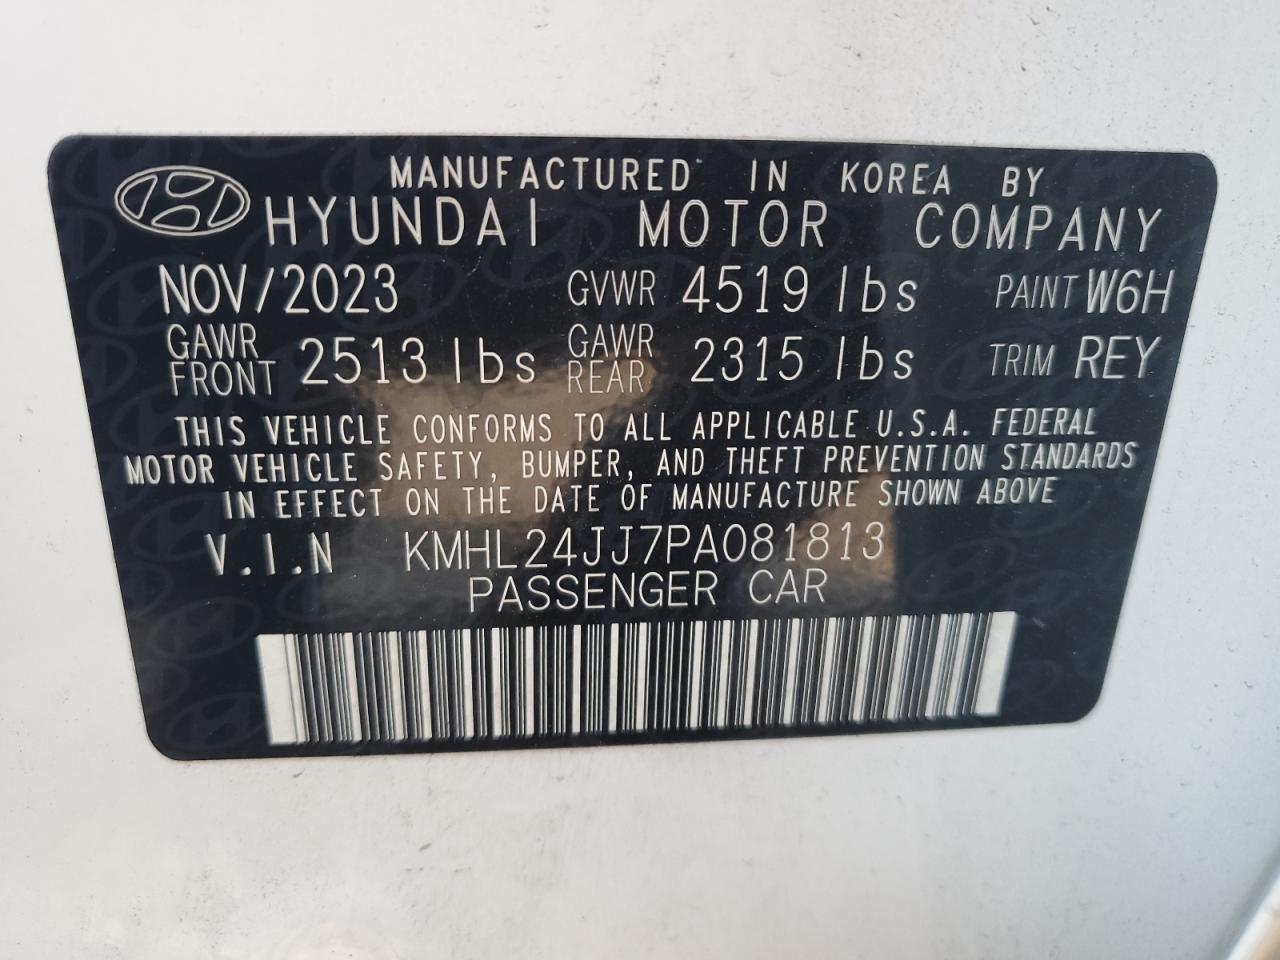 MANUFACTURED IN KOREA BY
HYUNDAI MOTOR COMPANY
NOV/2023 GVWR 4519 lbs PAINT W6H
GAWR FRONT 2513 lbs GAWR REAR 2315 lbs TRIM REY
THIS VEHICLE CONFORMS TO ALL APPLICABLE U.S.A. FEDERAL
MOTOR VEHICLE SAFETY, BUMPER, AND THEFT PREVENTION STANDARDS
IN EFFECT ON THE DATE OF MANUFACTURE SHOWN ABOVE
V.I.N KMHL24JJ7PA081813
PASSENGER CAR